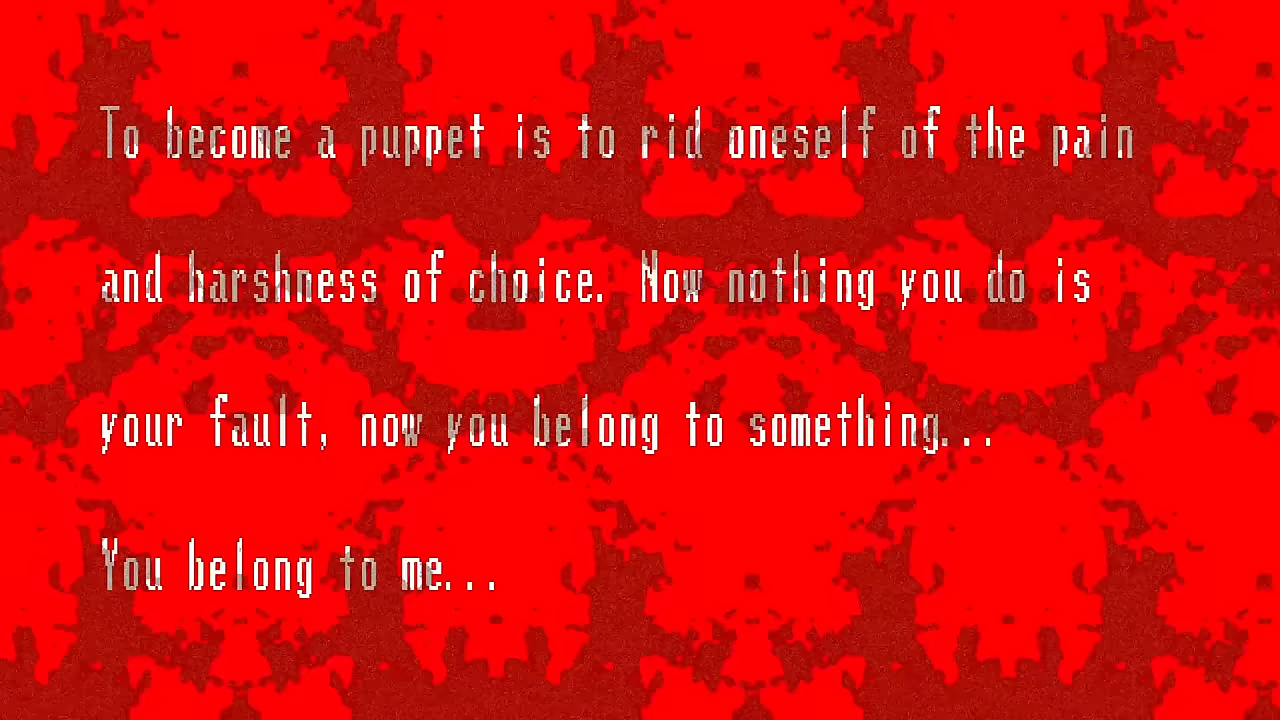 To become a puppet is to rid oneself of the pain
and harshness of choice. Now nothing you do is
your fault, now you belong to something...
You belong to me...